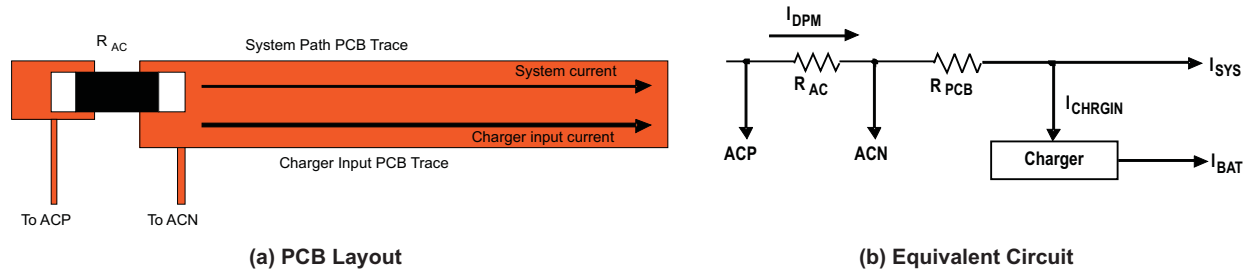 R AC
System Path PCB Trace
System current
Charger input current
Charger Input PCB Trace
To ACP
To ACN
(a) PCB Layout
I DPM
R AC
R PCB
I SYS
I CHRGIN
ACP
ACN
Charger
I BAT
(b) Equivalent Circuit